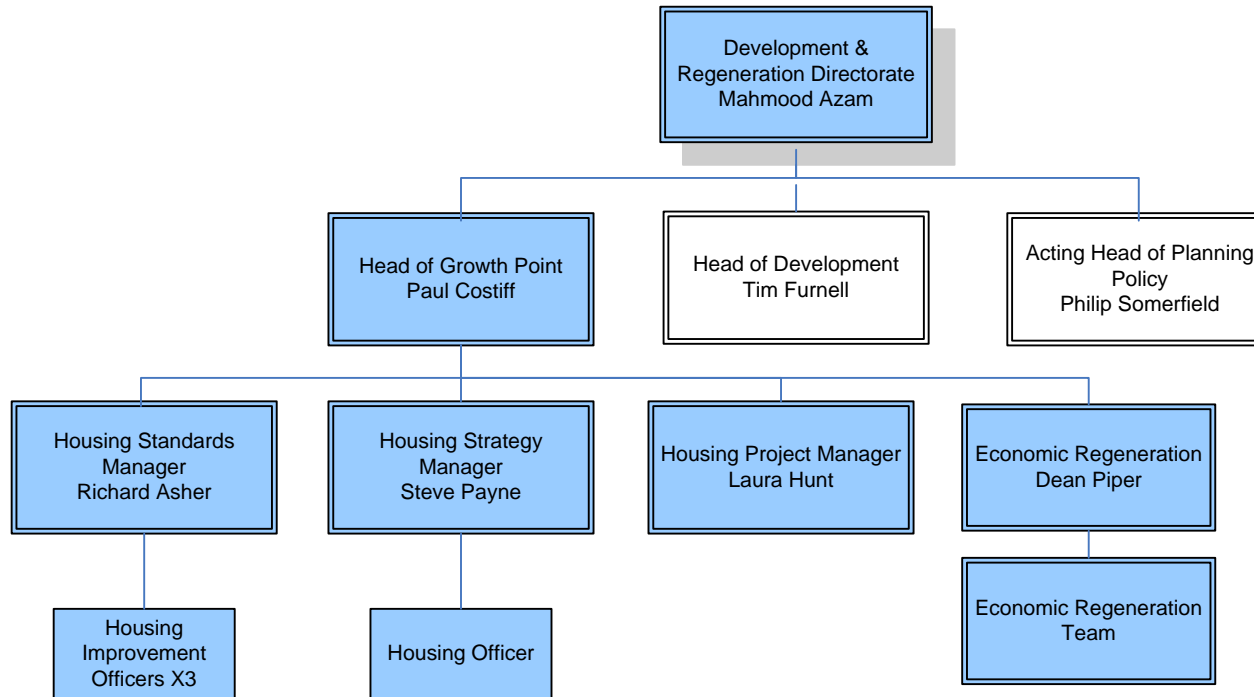 Development &
Regeneration Directorate
Mahmood Azam
Head of Growth Point
Paul Costiff
Head of Development
Tim Furnell
Acting Head of Planning
Policy
Philip Somerfield
Housing Standards
Manager
Richard Asher
Housing Strategy
Manager
Steve Payne
Housing Project Manager
Laura Hunt
Economic Regeneration
Dean Piper
Housing
Improvement
Officers X3
Housing Officer
Economic Regeneration
Team